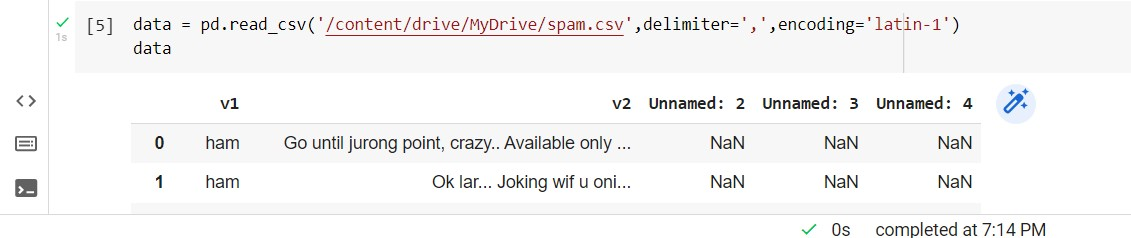 [5] data = pd.read_csv('/content/drive/MyDrive/spam.csv',delimiter=',',encoding='latin-1')
1s
data
v1 v2 Unnamed: 2 Unnamed: 3 Unnamed: 4
0 ham Go until jurong point, crazy.. Available only ... NaN NaN NaN
1 ham Ok lar... Joking wif u oni... NaN NaN NaN
0s completed at 7:14 PM